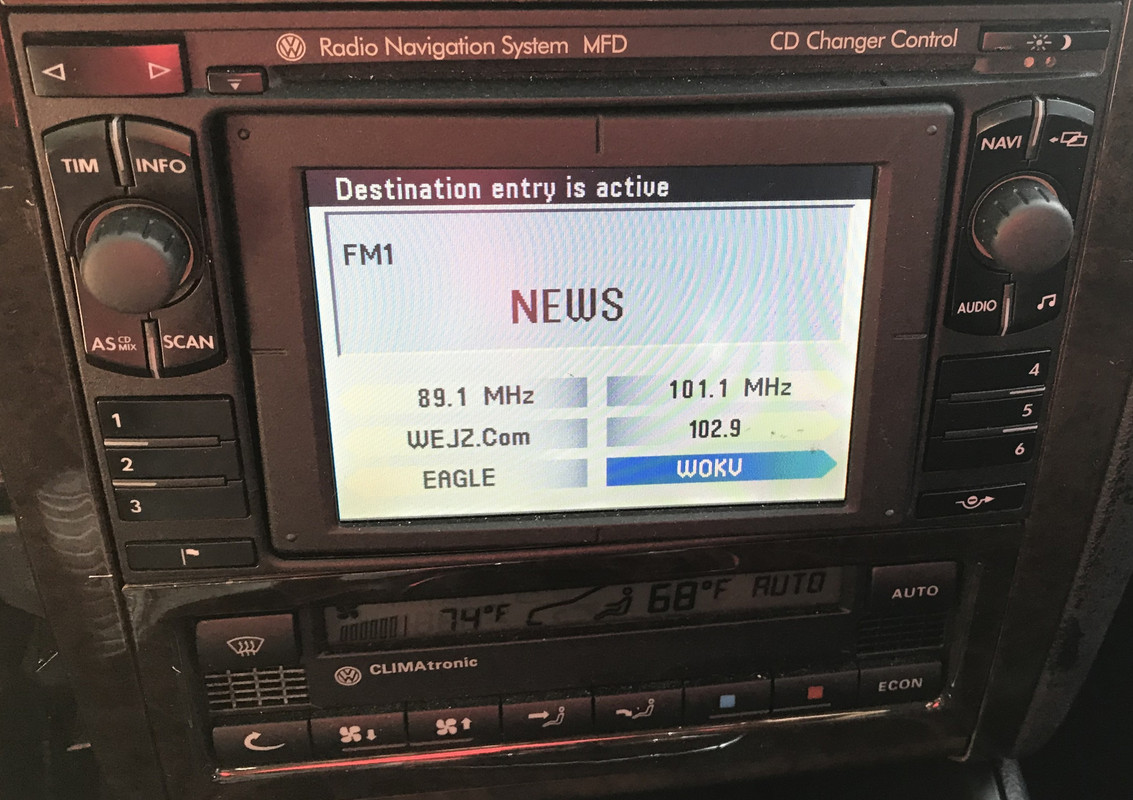 Radio Navigation System MFD
CD Changer Control
TIM
INFO
NAVI
Destination entry is active
FM1
NEWS
AUDIO
AS CD MIX
SCAN
89.1 MHz
101.1 MHz
WEJZ.Com
102.9
EAGLE
WOKV
1
2
3
4
5
6
74°F
68°F AUTO
AUTO
CLIMAtronic
ECON